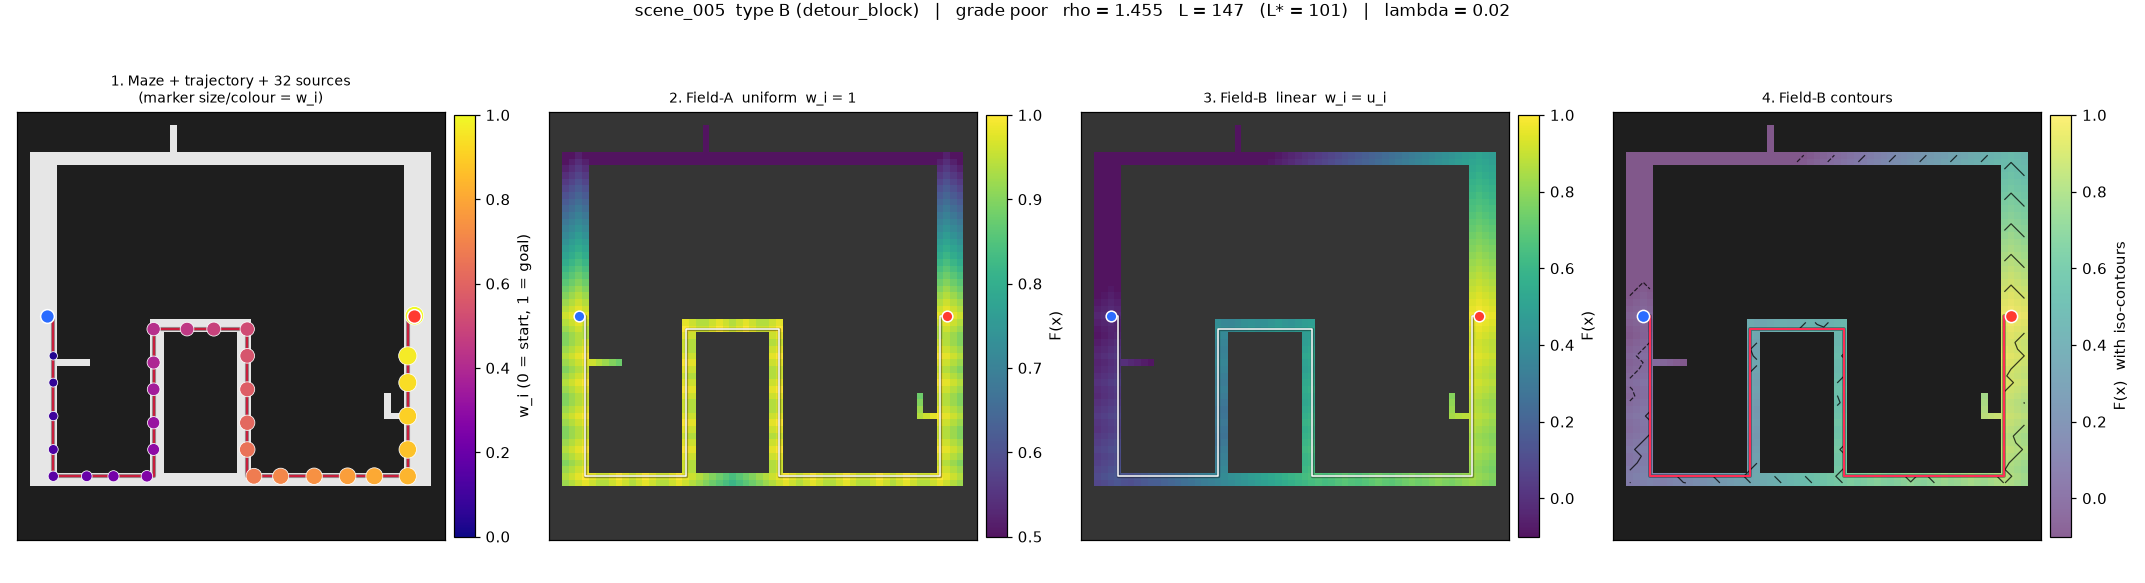 scene_005  type B (detour_block)   |   grade poor   rho = 1.455   L = 147   (L* = 101)   |   lambda = 0.02
1. Maze + trajectory + 32 sources
(marker size/colour = w_i)
1.0
0.8
0.6
0.4
0.2
0.0
w_i (0 = start, 1 = goal)
2. Field-A  uniform  w_i = 1
1.0
0.9
0.8
0.7
0.6
0.5
F(x)
3. Field-B  linear  w_i = u_i
1.0
0.8
0.6
0.4
0.2
0.0
F(x)
4. Field-B contours
1.0
0.8
0.6
0.4
0.2
0.0
F(x)  with iso-contours